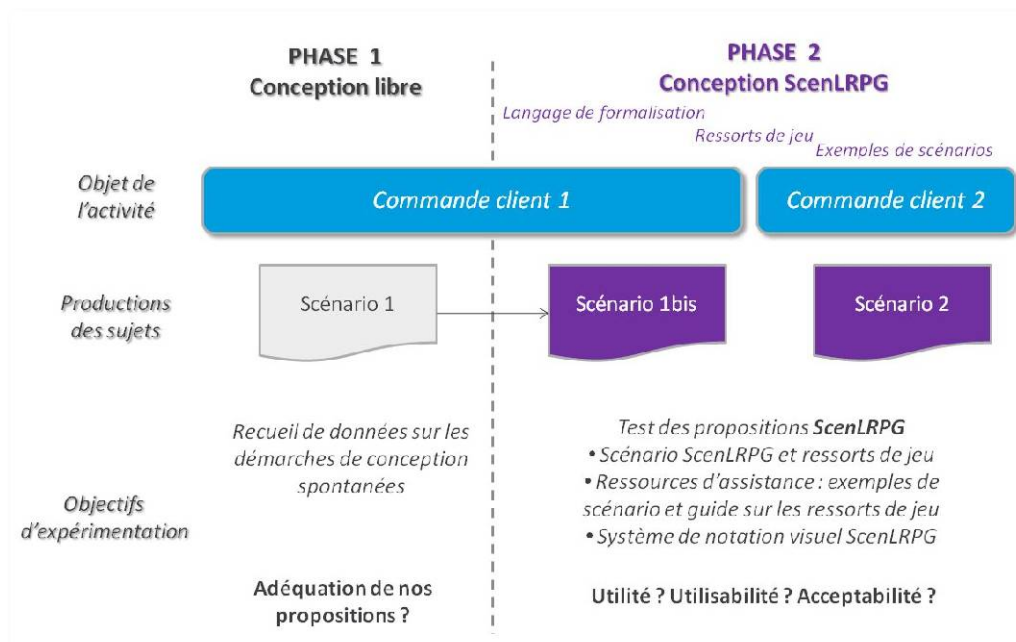 PHASE 1
Conception libre
PHASE 2
Conception ScenLRPG
Langage de formalisation
Ressorts de jeu
Exemples de scénarios
Objet de
l'activité
Commande client 1
Commande client 2
Productions
des sujets
Scénario 1
Scénario 1bis
Scénario 2
Objectifs
d'expérimentation
Recueil de données sur les
démarches de conception
spontanées
Test des propositions ScenLRPG
• Scénario ScenLRPG et ressorts de jeu
• Ressources d'assistance : exemples de
scénario et guide sur les ressorts de jeu
• Système de notation visuel ScenLRPG
Adéquation de nos
propositions ?
Utilité ? Utilisabilité ? Acceptabilité ?